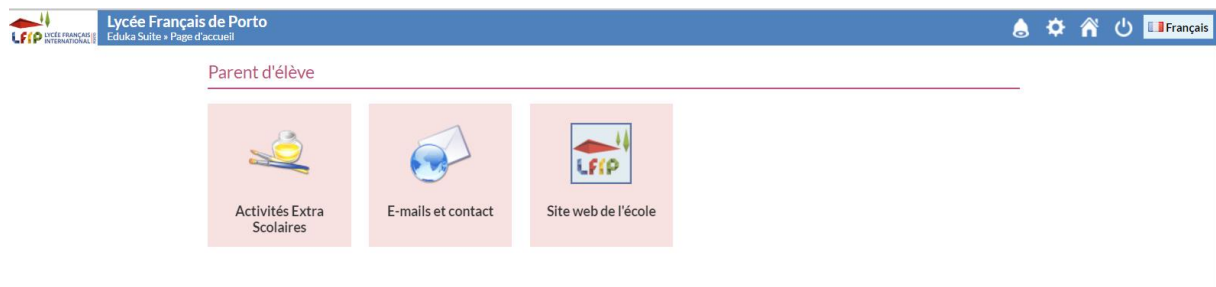 LFIP LYCÉE FRANÇAIS
INTERNATIONAL
Lycée Français de Porto
Eduka Suite » Page d'accueil
Français
Parent d'élève
LFIP
Activités Extra
Scolaires
E-mails et contact
Site web de l'école